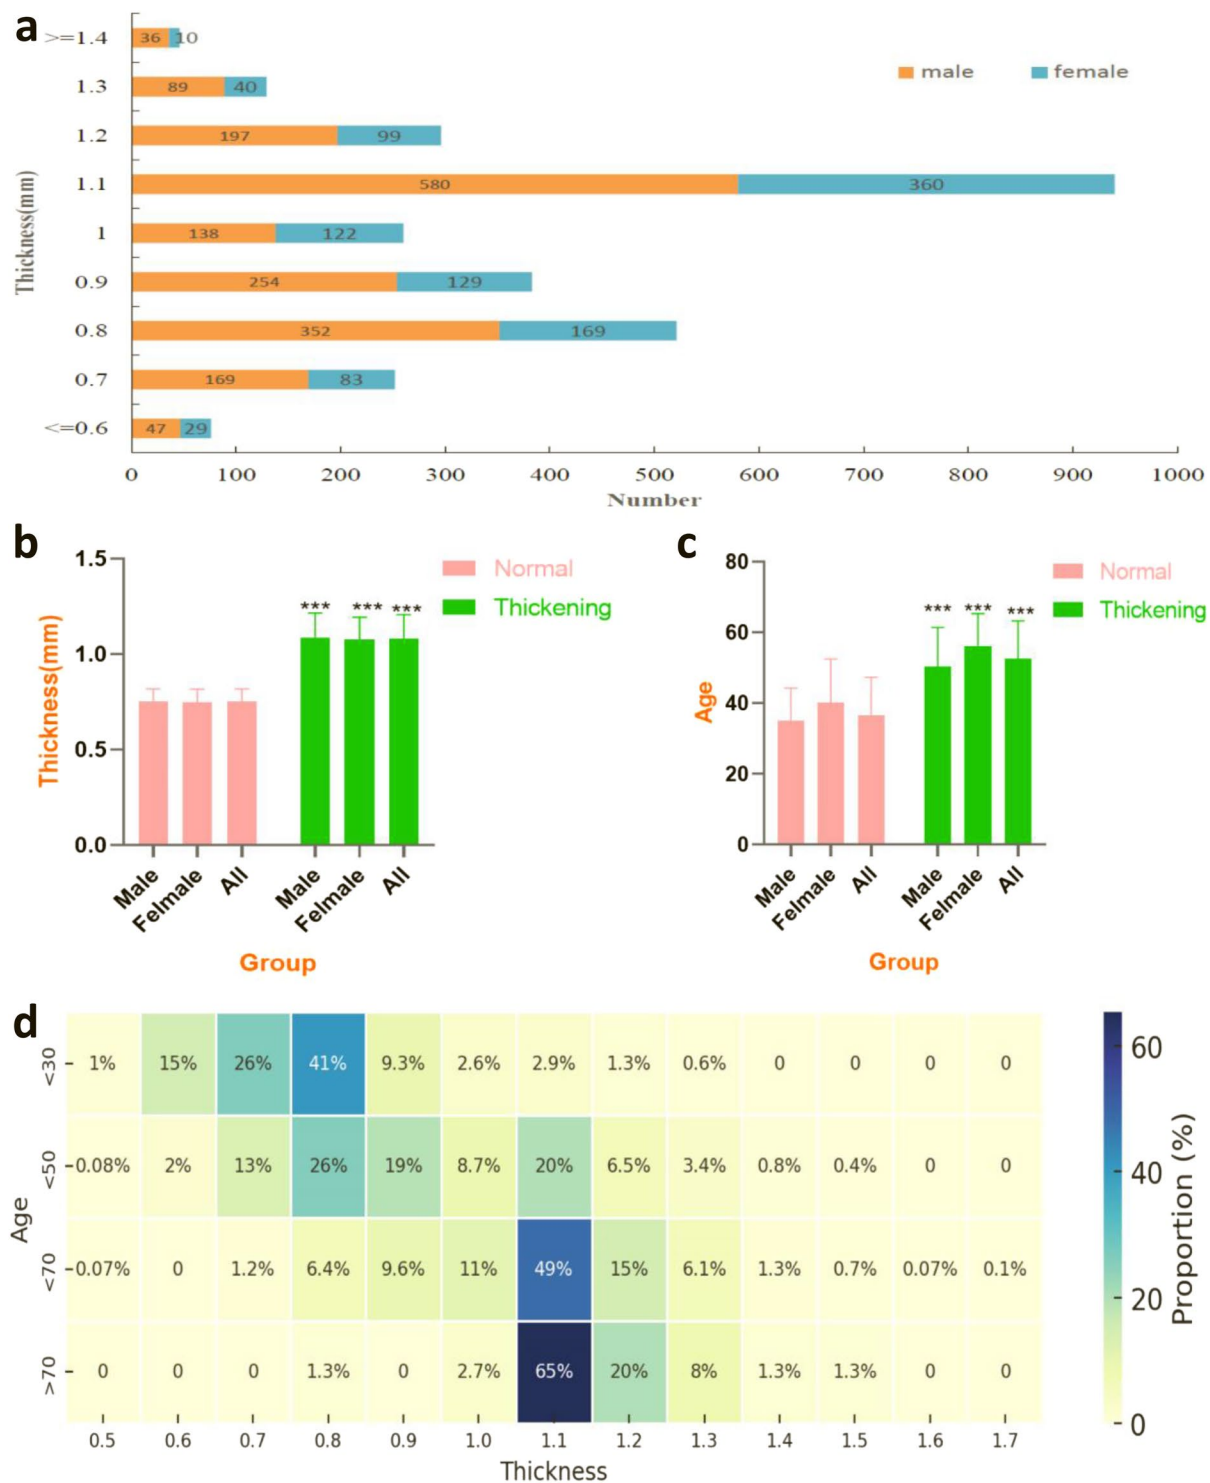 a
>=1.4 36 10
male female
1.3 89 40
1.2 197 99
1.1 580 360
1 138 122
0.9 254 129
0.8 352 169
0.7 169 83
<=0.6 47 29
Thickness(mm)
0 100 200 300 400 500 600 700 800 900 1000
Number
b
1.5
1.0
0.5
0.0
Thickness(mm)
Normal
Thickening
*** *** ***
Male Felmale All Male Felmale All
Group
c
80
60
40
20
0
Age
Normal
Thickening
*** *** ***
Male Felmale All Male Felmale All
Group
d
<30 1% 15% 26% 41% 9.3% 2.6% 2.9% 1.3% 0.6% 0 0 0 0
<50 0.08% 2% 13% 26% 19% 8.7% 20% 6.5% 3.4% 0.8% 0.4% 0 0
<70 0.07% 0 1.2% 6.4% 9.6% 11% 49% 15% 6.1% 1.3% 0.7% 0.07% 0.1%
>70 0 0 0 1.3% 0 2.7% 65% 20% 8% 1.3% 1.3% 0 0
Age
0.5 0.6 0.7 0.8 0.9 1.0 1.1 1.2 1.3 1.4 1.5 1.6 1.7
Thickness
60
40
20
0
Proportion (%)